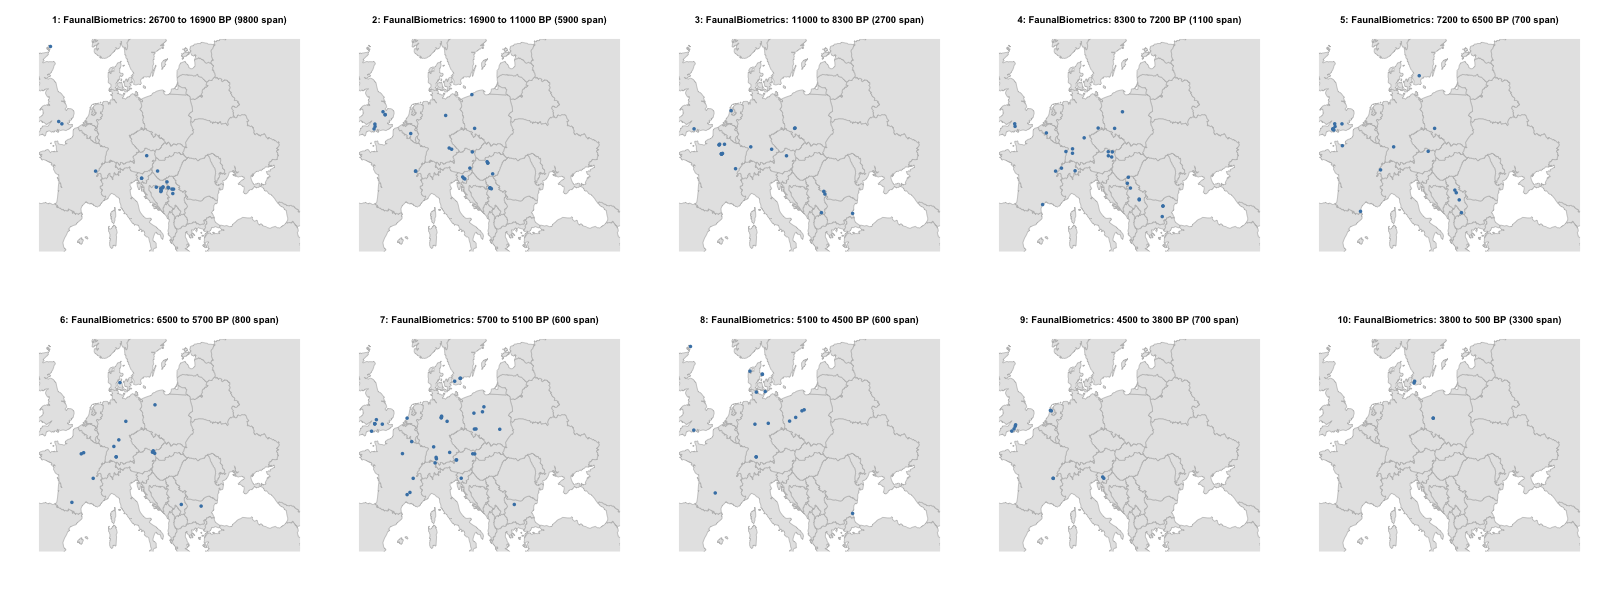 1: FaunalBiometrics: 26700 to 16900 BP (9800 span)
2: FaunalBiometrics: 16900 to 11000 BP (5900 span)
3: FaunalBiometrics: 11000 to 8300 BP (2700 span)
4: FaunalBiometrics: 8300 to 7200 BP (1100 span)
5: FaunalBiometrics: 7200 to 6500 BP (700 span)
6: FaunalBiometrics: 6500 to 5700 BP (800 span)
7: FaunalBiometrics: 5700 to 5100 BP (600 span)
8: FaunalBiometrics: 5100 to 4500 BP (600 span)
9: FaunalBiometrics: 4500 to 3800 BP (700 span)
10: FaunalBiometrics: 3800 to 500 BP (3300 span)